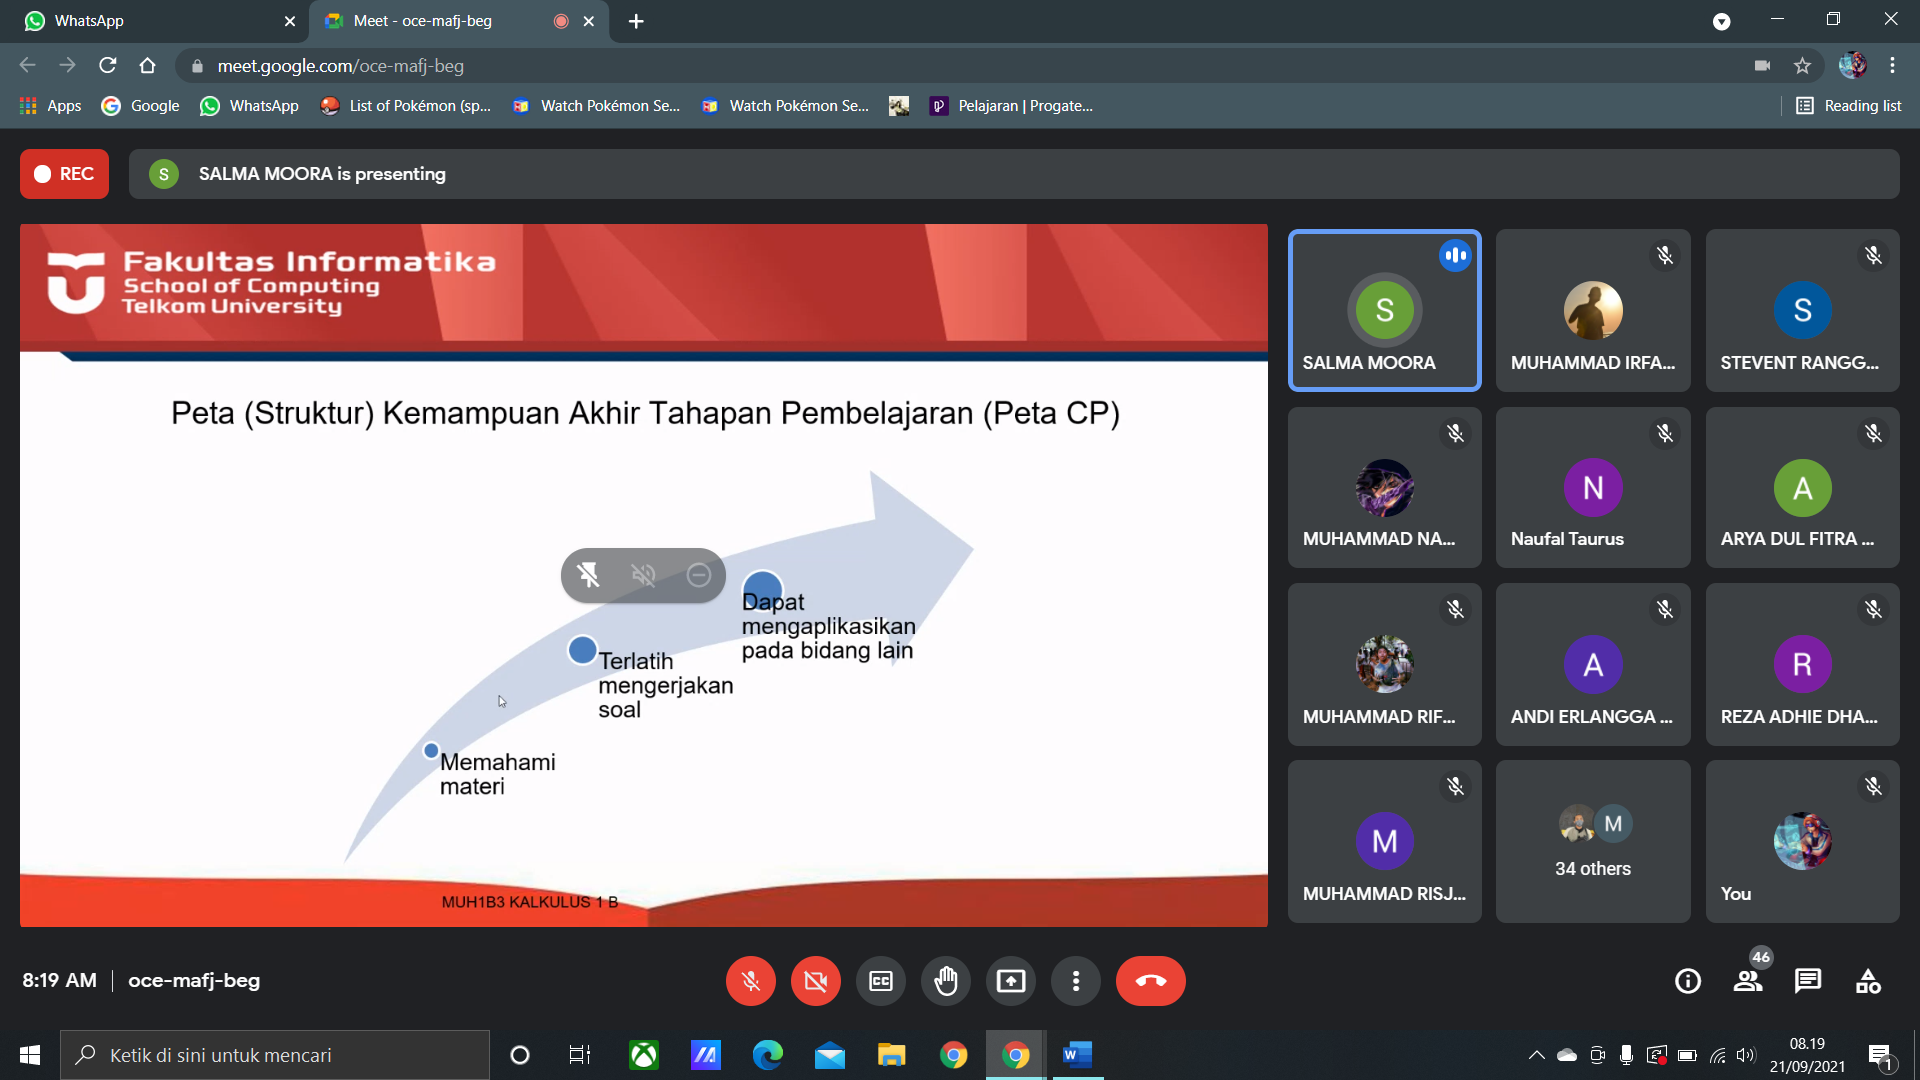 WhatsApp
Meet - oce-mafj-beg
meet.google.com/oce-mafj-beg
Apps
Google
WhatsApp
List of Pokémon (sp...
Watch Pokémon Se...
Watch Pokémon Se...
Pelajaran | Progate...
Reading list
REC
S
SALMA MOORA is presenting
Fakultas Informatika
School of Computing
Telkom University
Peta (Struktur) Kemampuan Akhir Tahapan Pembelajaran (Peta CP)
Dapat
mengaplikasikan
pada bidang lain
Terlatih
mengerjakan
soal
Memahami
materi
MUH1B3 KALKULUS 1 B
S
SALMA MOORA
MUHAMMAD IRFA...
S
STEVENT RANGG...
MUHAMMAD NA...
N
Naufal Taurus
A
ARYA DUL FITRA ...
MUHAMMAD RIF...
A
ANDI ERLANGGA ...
R
REZA ADHIE DHA...
M
MUHAMMAD RISJ...
M
34 others
You
8:19 AM
oce-mafj-beg
46
Ketik di sini untuk mencari
08.19
21/09/2021
1